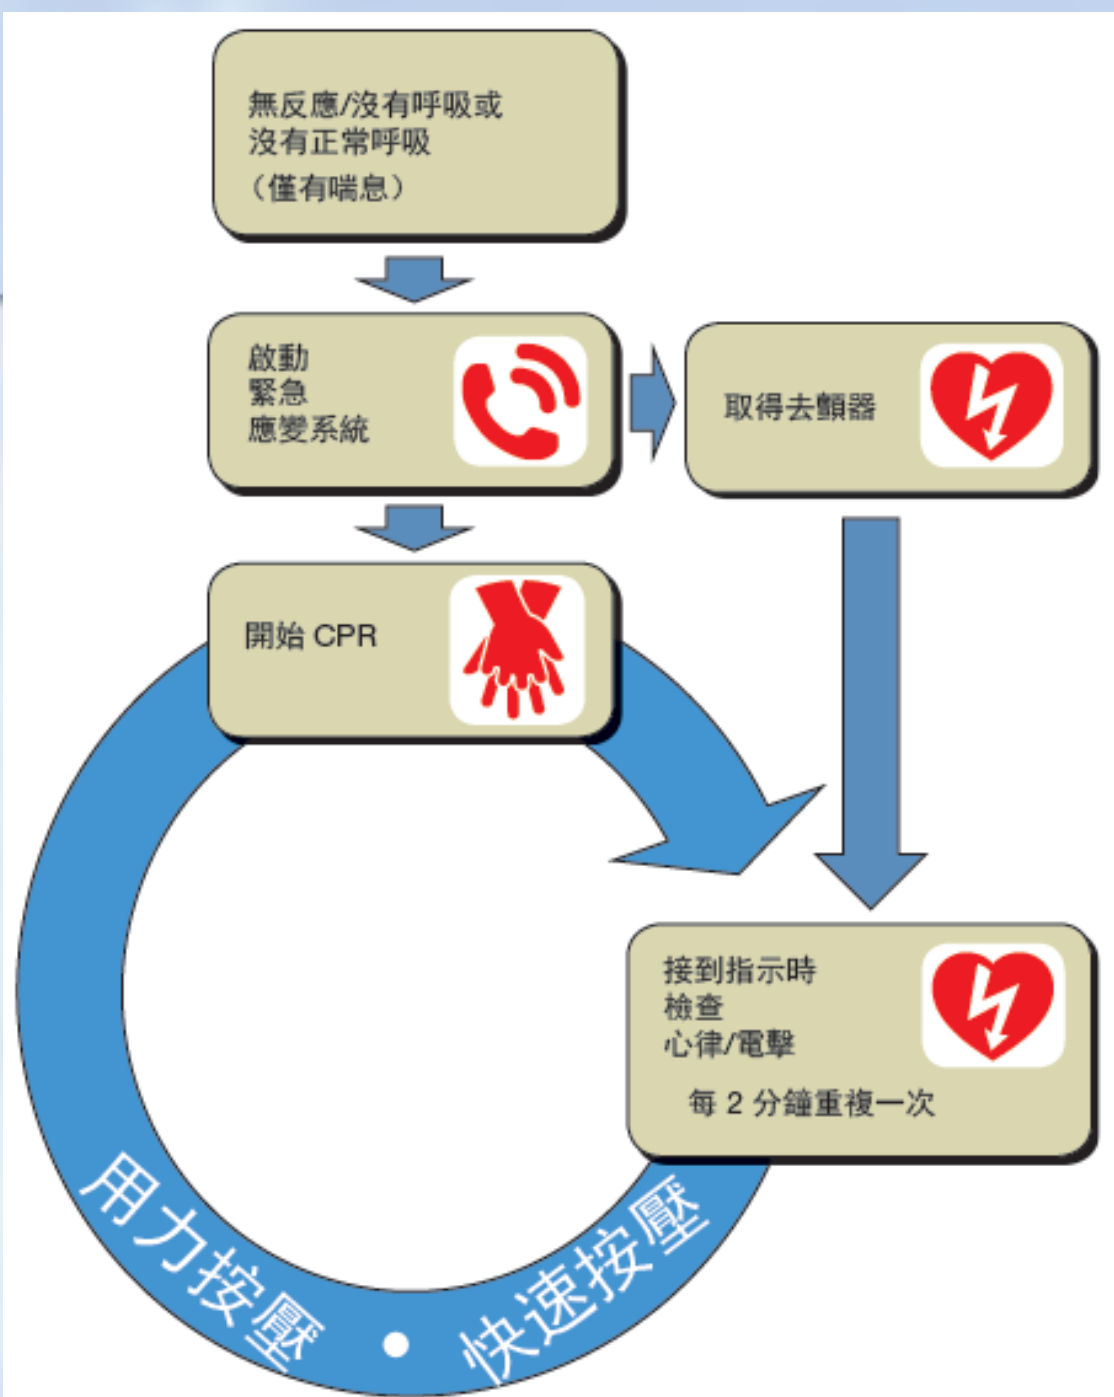 無反應/沒有呼吸或
沒有正常呼吸
（僅有喘息）
啟動
緊急
應變系統
取得去顫器
開始 CPR
接到指示時
檢查
心律/電擊
每 2 分鐘重複一次
用力按壓 • 快速按壓